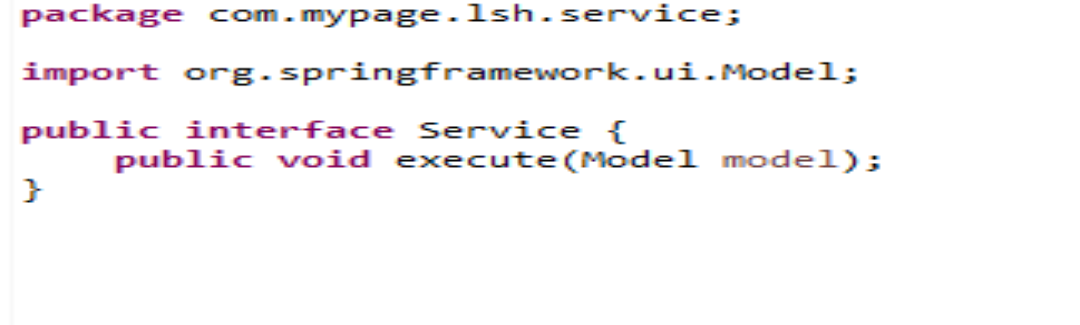 package com.mypage.lsh.service;
import org.springframework.ui.Model;
public interface Service {
    public void execute(Model model);
}